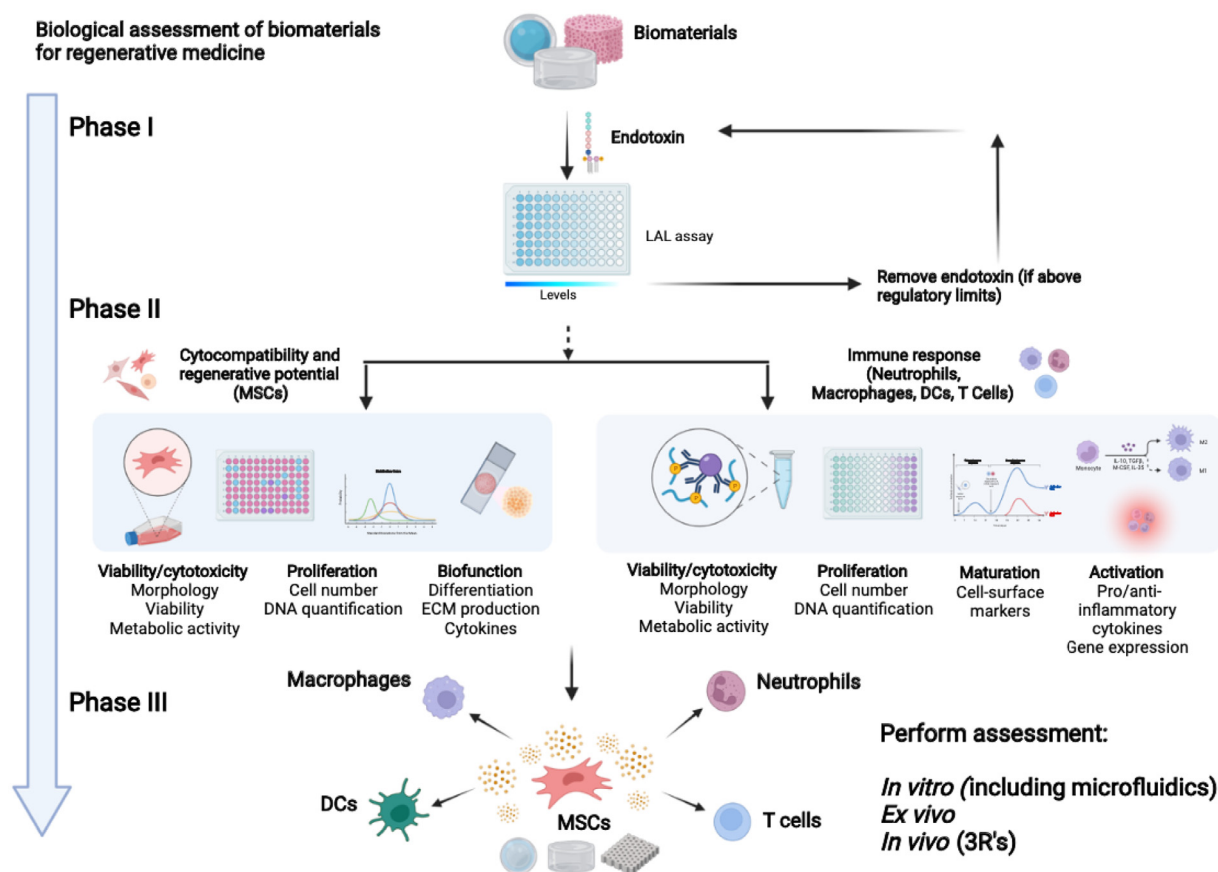 Biological assessment of biomaterials
for regenerative medicine
Biomaterials
Phase I
Endotoxin
LAL assay
Levels
Remove endotoxin (if above
regulatory limits)
Phase II
Cytocompatibility and
regenerative potential
(MSCs)
Immune response
(Neutrophils,
Macrophages, DCs, T Cells)
Monocyte
IL-10, TGFβ,
M-CSF, IL-35
M2
M1
Viability/cytotoxicity
Morphology
Viability
Metabolic activity
Proliferation
Cell number
DNA quantification
Biofunction
Differentiation
ECM production
Cytokines
Viability/cytotoxicity
Morphology
Viability
Metabolic activity
Proliferation
Cell number
DNA quantification
Maturation
Cell-surface
markers
Activation
Pro/anti-
inflammatory
cytokines
Gene expression
Phase III
Macrophages
Neutrophils
DCs
MSCs
T cells
Perform assessment:
In vitro (including microfluidics)
Ex vivo
In vivo (3R's)